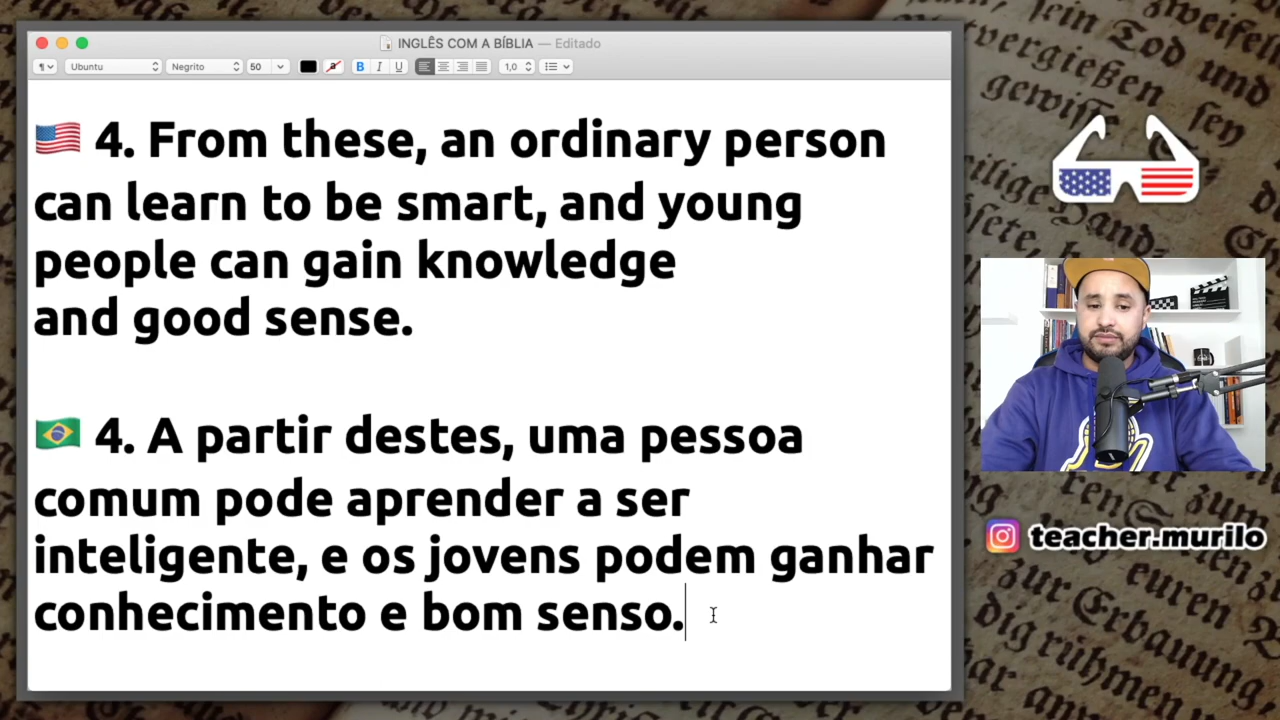 INGLÊS COM A BÍBLIA — Editado
Ubuntu Negrito 50 B I U 1,0
4. From these, an ordinary person
can learn to be smart, and young
people can gain knowledge
and good sense.
4. A partir destes, uma pessoa
comum pode aprender a ser
inteligente, e os jovens podem ganhar
conhecimento e bom senso.
teacher.murilo